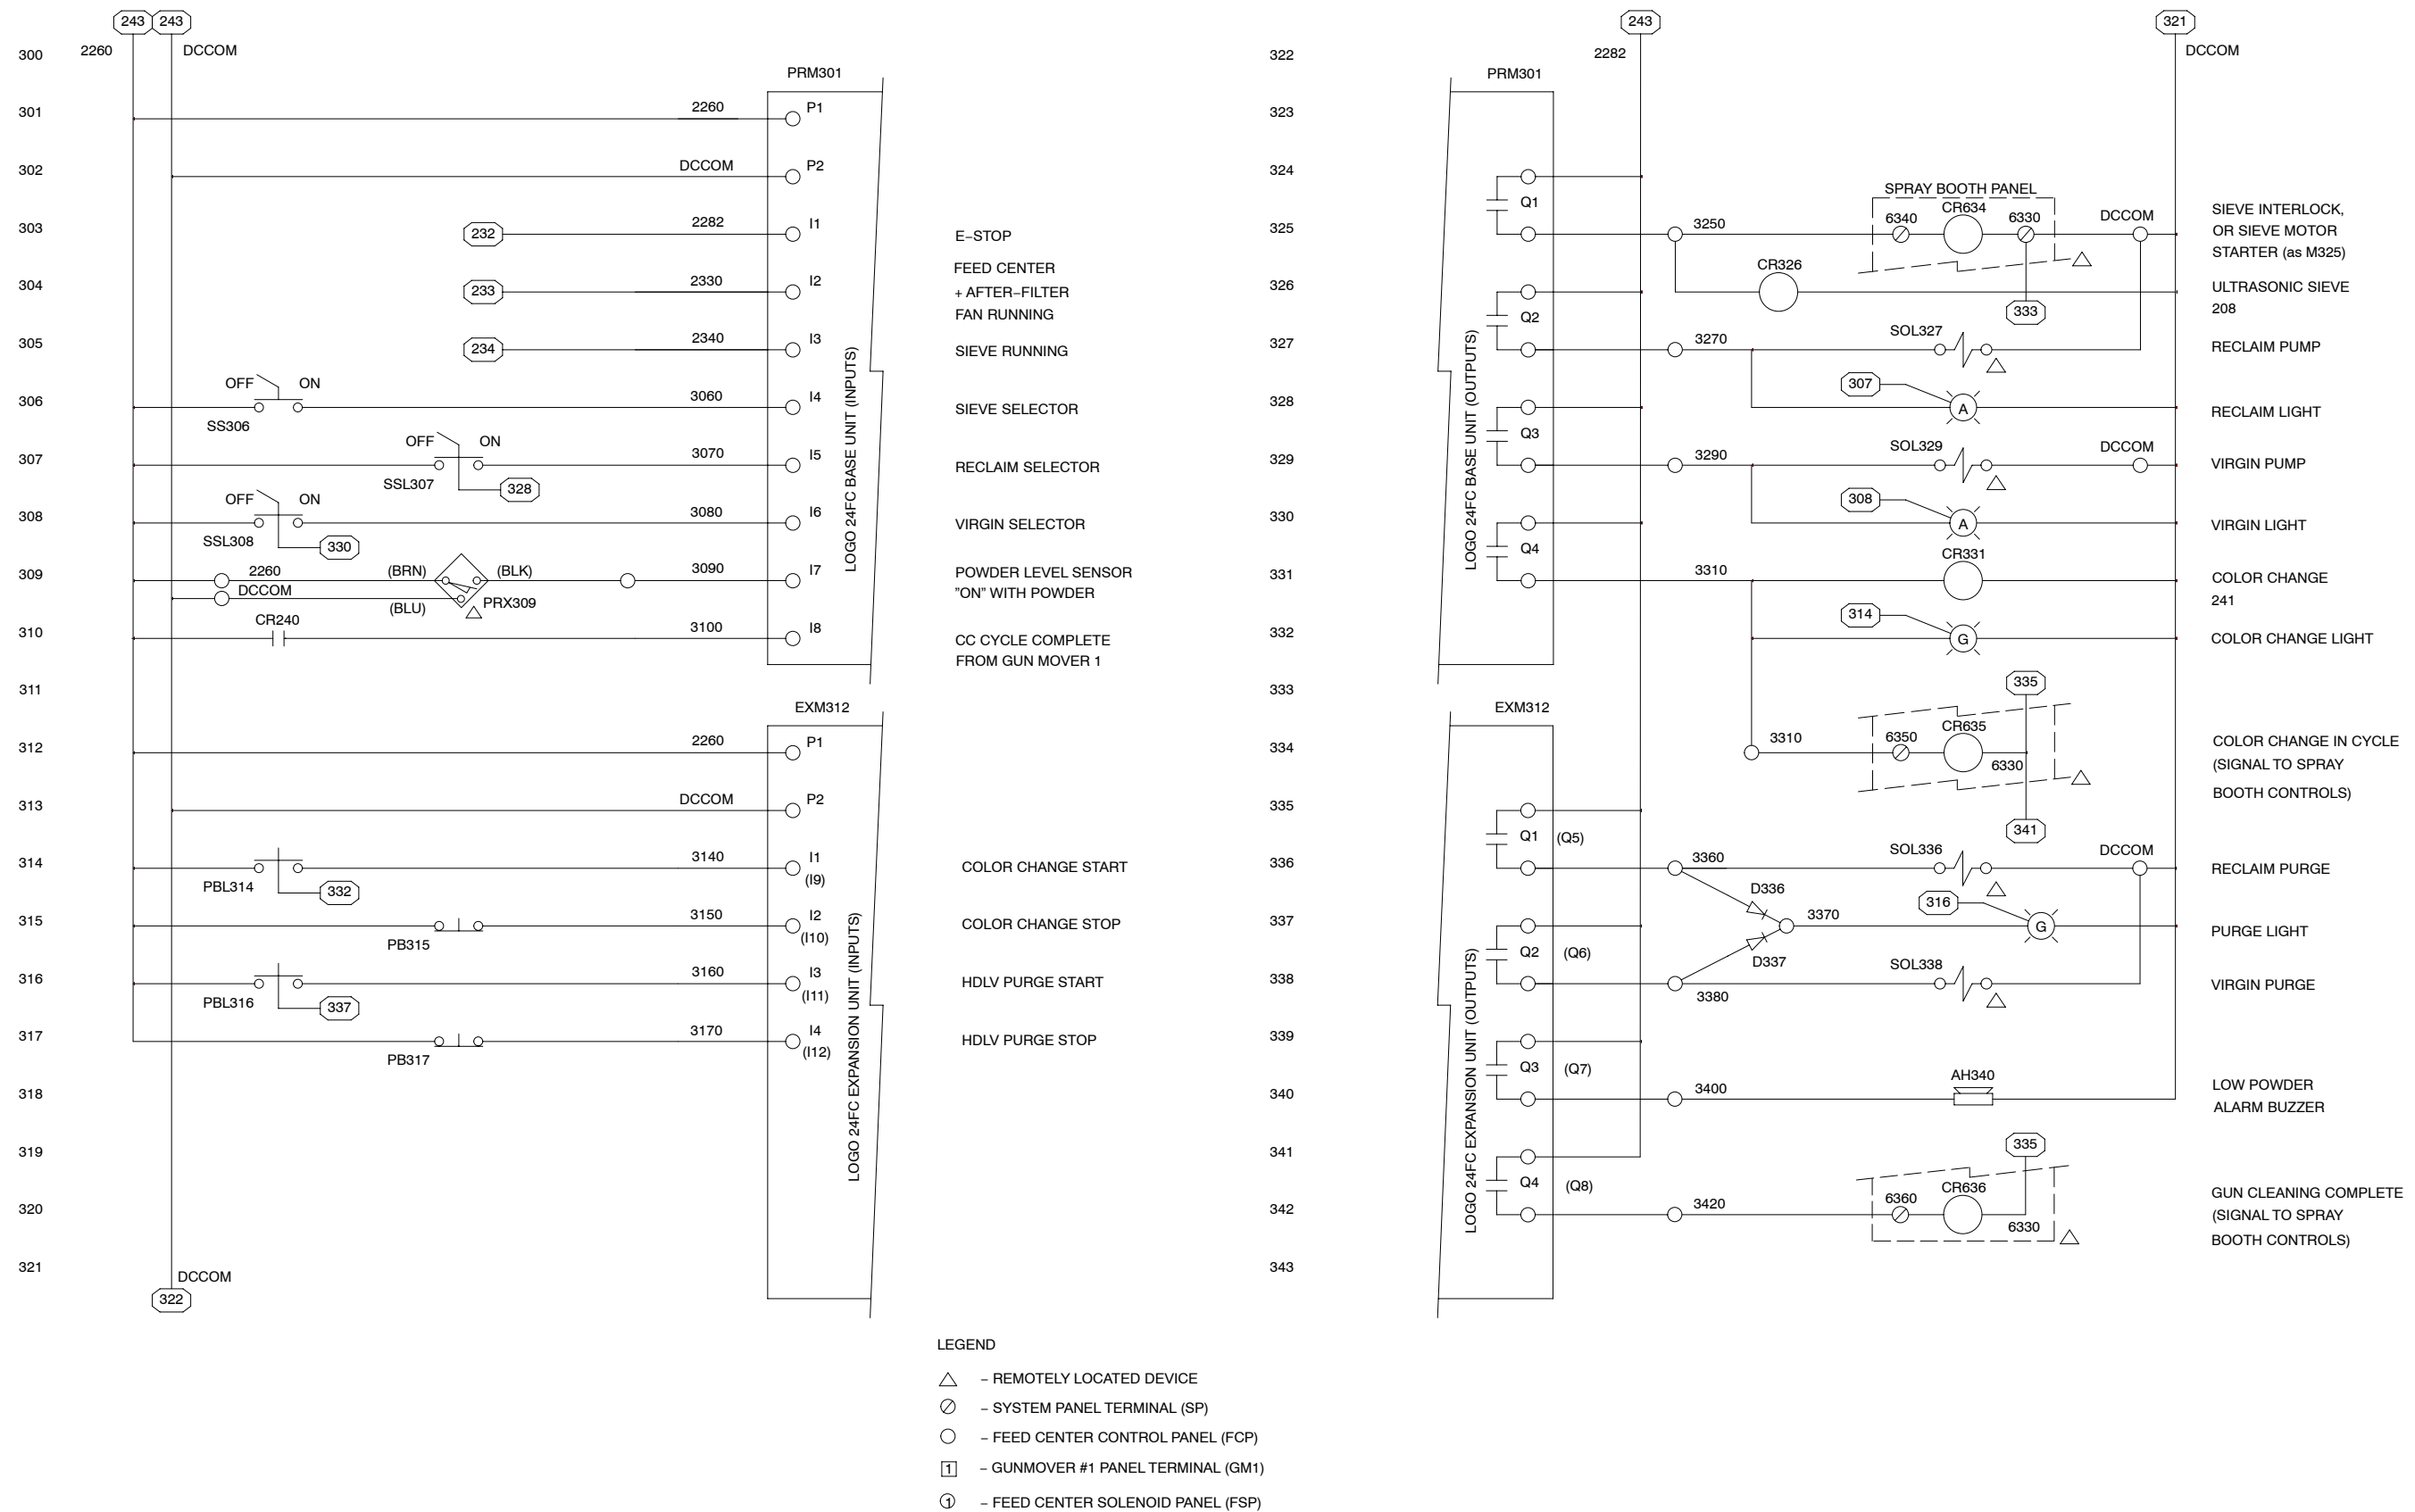 243 243
300 2260 DCCOM
PRM301
301 2260 P1
302 DCCOM P2
303 232 2282 I1 E−STOP
304 233 2330 I2 FEED CENTER
+ AFTER−FILTER
FAN RUNNING
305 234 2340 I3 SIEVE RUNNING
306 OFF ON 3060 I4 SIEVE SELECTOR
SS306
307 OFF ON 3070 I5 RECLAIM SELECTOR
SSL307 328
308 OFF ON 3080 I6 VIRGIN SELECTOR
SSL308 330
309 2260 (BRN) (BLK) 3090 I7 POWDER LEVEL SENSOR
DCCOM (BLU) PRX309 "ON" WITH POWDER
310 CR240 3100 I8 CC CYCLE COMPLETE
FROM GUN MOVER 1
LOGO 24FC BASE UNIT (INPUTS)
311
EXM312
312 2260 P1
313 DCCOM P2
314 3140 I1 COLOR CHANGE START
PBL314 332 (I9)
315 3150 I2 COLOR CHANGE STOP
PB315 (I10)
316 3160 I3 HDLV PURGE START
PBL316 337 (I11)
317 3170 I4 HDLV PURGE STOP
PB317 (I12)
LOGO 24FC EXPANSION UNIT (INPUTS)
318
319
320
321 DCCOM
322
243 321
322 2282 DCCOM
PRM301
323
324
Q1
SPRAY BOOTH PANEL
325 3250 6340 CR634 6330 DCCOM SIEVE INTERLOCK,
OR SIEVE MOTOR
STARTER (as M325)
326 CR326 ULTRASONIC SIEVE
333 208
Q2
327 3270 SOL327 RECLAIM PUMP
328 307 A RECLAIM LIGHT
Q3
329 3290 SOL329 DCCOM VIRGIN PUMP
330 308 A VIRGIN LIGHT
Q4
331 3310 CR331 COLOR CHANGE
241
332 314 G COLOR CHANGE LIGHT
LOGO 24FC BASE UNIT (OUTPUTS)
333 335
EXM312
334 3310 6350 CR635 6330 COLOR CHANGE IN CYCLE
(SIGNAL TO SPRAY
BOOTH CONTROLS)
335
341
Q1 (Q5)
336 3360 SOL336 DCCOM RECLAIM PURGE
D336
337 3370 316 G PURGE LIGHT
Q2 (Q6)
D337
338 3380 SOL338 VIRGIN PURGE
339
Q3 (Q7)
340 3400 AH340 LOW POWDER
ALARM BUZZER
341 335
Q4 (Q8)
342 3420 6360 CR636 6330 GUN CLEANING COMPLETE
(SIGNAL TO SPRAY
BOOTH CONTROLS)
343
LOGO 24FC EXPANSION UNIT (OUTPUTS)
LEGEND
− REMOTELY LOCATED DEVICE
− SYSTEM PANEL TERMINAL (SP)
− FEED CENTER CONTROL PANEL (FCP)
1 − GUNMOVER #1 PANEL TERMINAL (GM1)
1 − FEED CENTER SOLENOID PANEL (FSP)